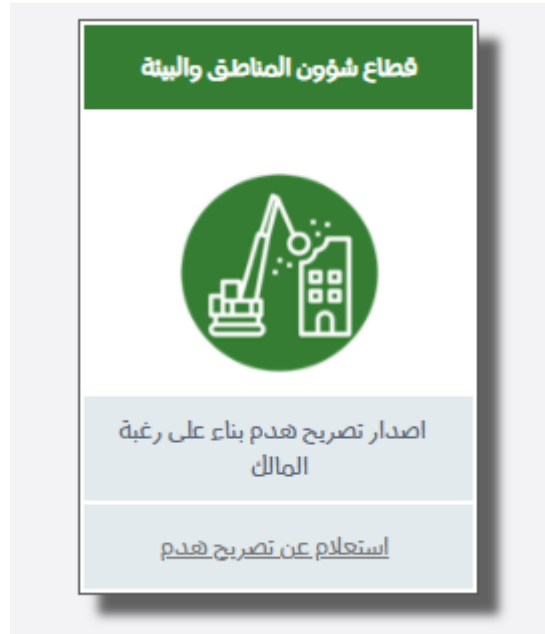 قطاع شؤون المناطق والبيئة
اصدار تصريح هدم بناء على رغبة
المالك
استعلام عن تصريح هدم